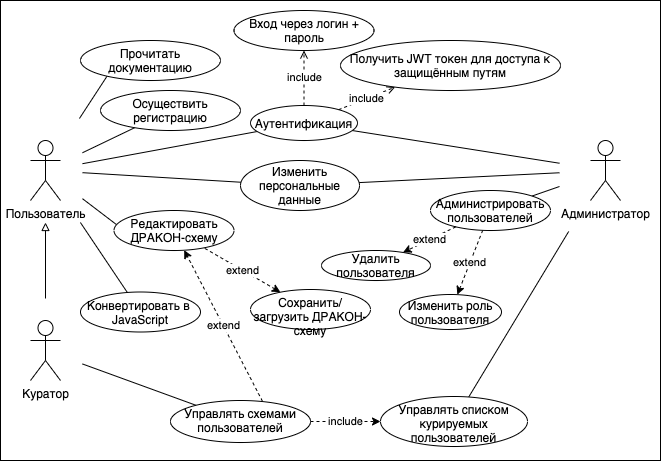 Вход через логин +
пароль
Прочитать
документацию
include
Получить JWT токен для доступа к
защищённым путям
include
Осуществить
регистрацию
Аутентификация
Изменить
персональные
данные
Пользователь
Администратор
Администрировать
пользователей
Редактировать
ДРАКОН-схему
extend
extend
extend
Удалить
пользователя
Конвертировать в
JavaScript
Сохранить/
загрузить ДРАКОН-
схему
Изменить роль
пользователя
extend
Куратор
Управлять схемами
пользователей
include
Управлять списком
курируемых
пользователей